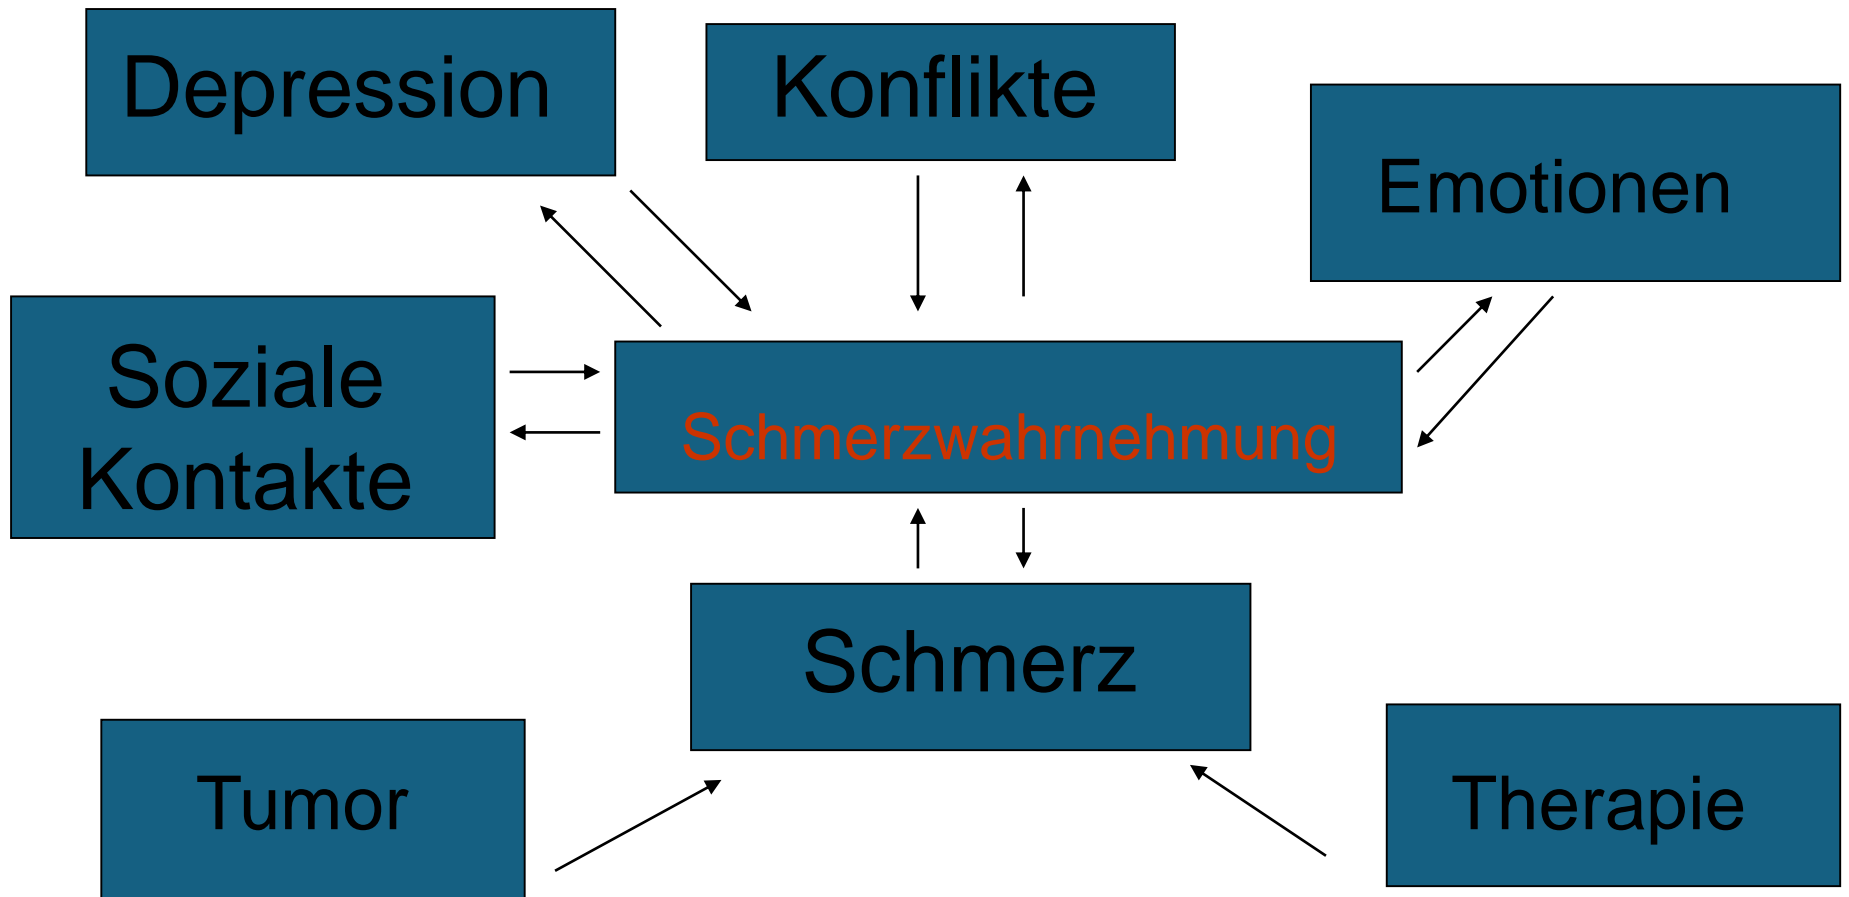 Depression
Konflikte
Emotionen
Soziale
Kontakte
Schmerzwahrnehmung
Schmerz
Tumor
Therapie